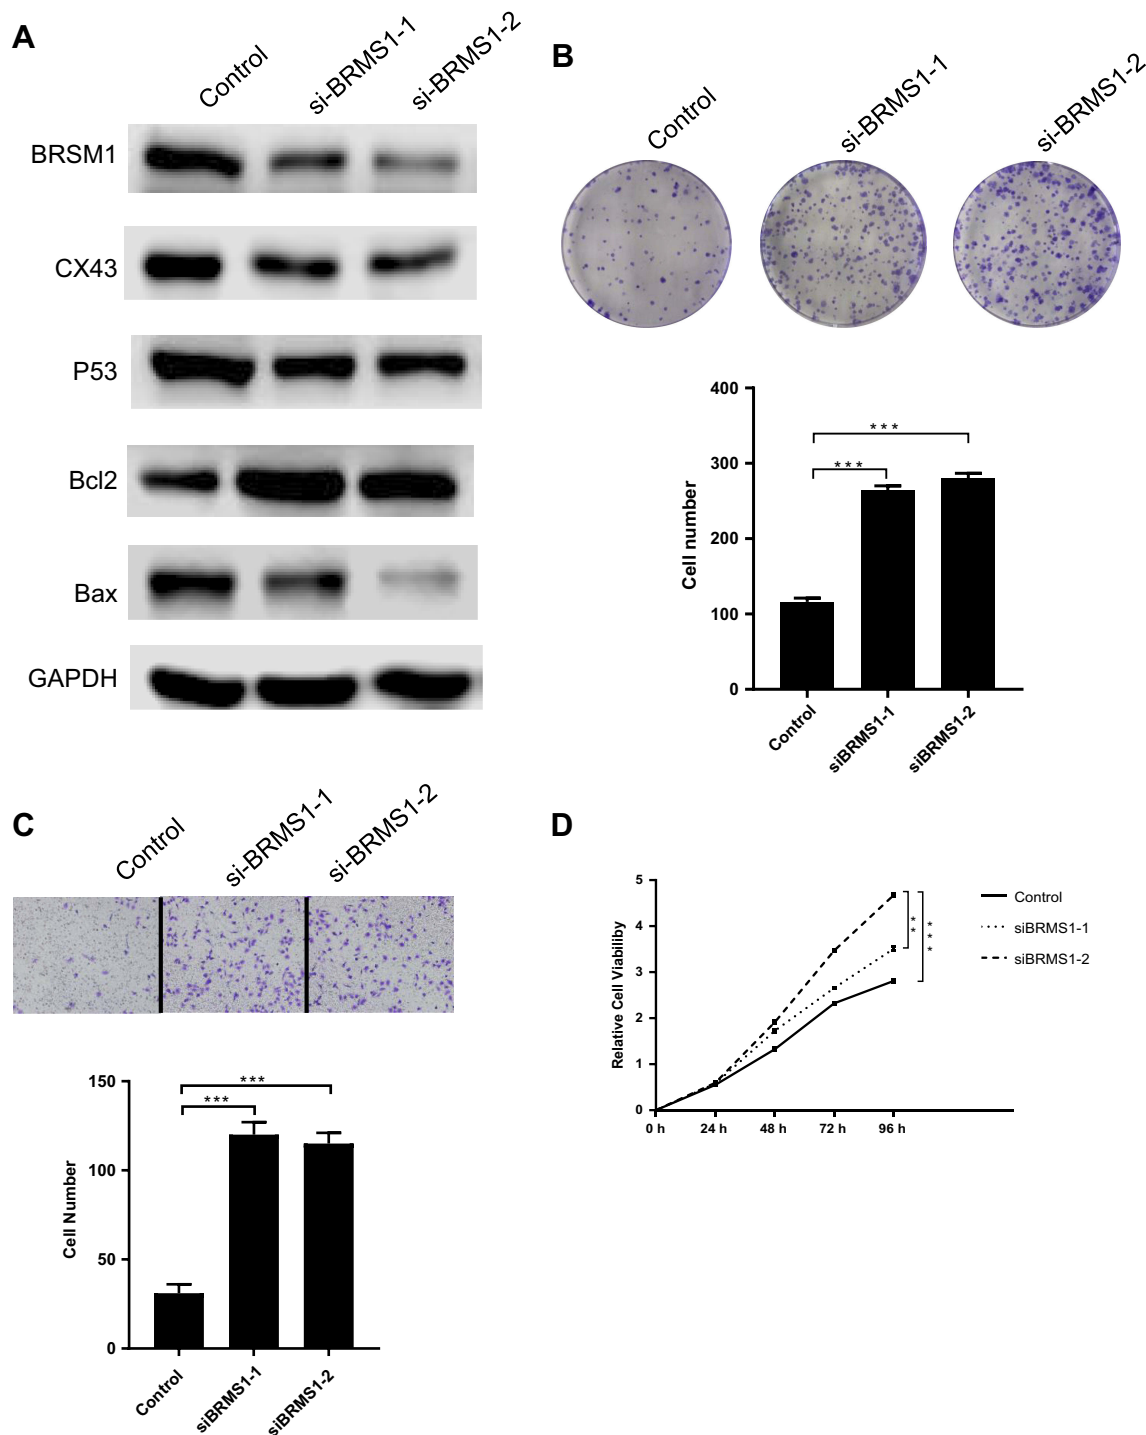 A
Control
si-BRMS1-1
si-BRMS1-2
BRSM1
CX43
P53
Bcl2
Bax
GAPDH
B
Control
si-BRMS1-1
si-BRMS1-2
400
300
200
100
0
Cell number
***
***
Control
siBRMS1-1
siBRMS1-2
C
Control
si-BRMS1-1
si-BRMS1-2
150
100
50
0
Cell Number
***
***
Control
siBRMS1-1
siBRMS1-2
D
5
4
3
2
1
0
Relative Cell Viabiliby
0 h
24 h
48 h
72 h
96 h
**
***
Control
siBRMS1-1
siBRMS1-2